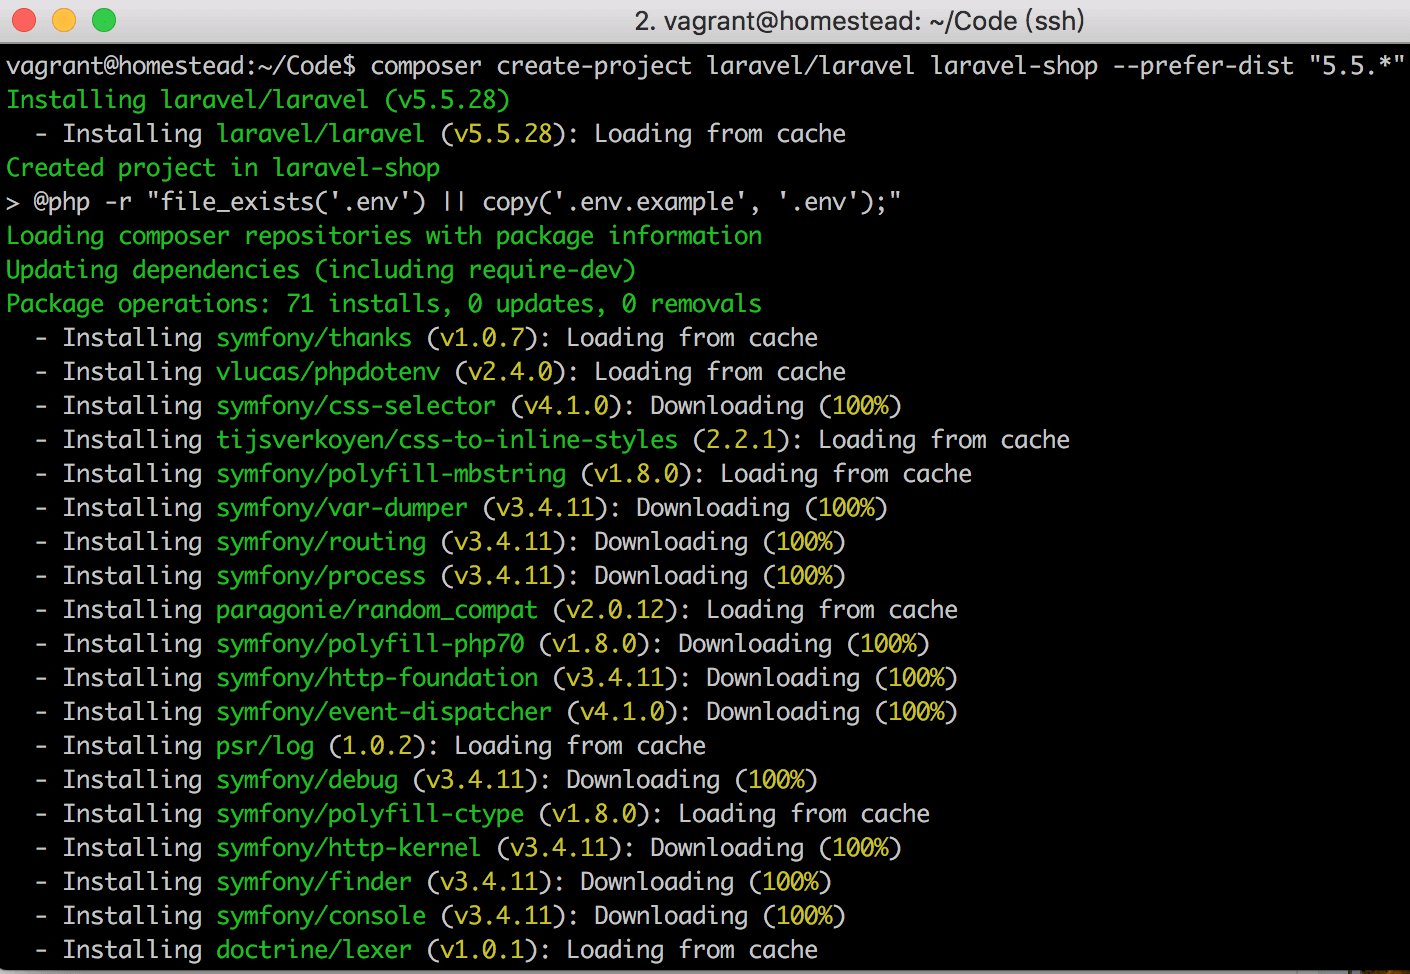 2. vagrant@homestead: ~/Code (ssh)
vagrant@homestead:~/Code$ composer create-project laravel/laravel laravel-shop --prefer-dist "5.5.*"
Installing laravel/laravel (v5.5.28)
  - Installing laravel/laravel (v5.5.28): Loading from cache
Created project in laravel-shop
> @php -r "file_exists('.env') || copy('.env.example', '.env');"
Loading composer repositories with package information
Updating dependencies (including require-dev)
Package operations: 71 installs, 0 updates, 0 removals
  - Installing symfony/thanks (v1.0.7): Loading from cache
  - Installing vlucas/phpdotenv (v2.4.0): Loading from cache
  - Installing symfony/css-selector (v4.1.0): Downloading (100%)
  - Installing tijsverkoyen/css-to-inline-styles (2.2.1): Loading from cache
  - Installing symfony/polyfill-mbstring (v1.8.0): Loading from cache
  - Installing symfony/var-dumper (v3.4.11): Downloading (100%)
  - Installing symfony/routing (v3.4.11): Downloading (100%)
  - Installing symfony/process (v3.4.11): Downloading (100%)
  - Installing paragonie/random_compat (v2.0.12): Loading from cache
  - Installing symfony/polyfill-php70 (v1.8.0): Downloading (100%)
  - Installing symfony/http-foundation (v3.4.11): Downloading (100%)
  - Installing symfony/event-dispatcher (v4.1.0): Downloading (100%)
  - Installing psr/log (1.0.2): Loading from cache
  - Installing symfony/debug (v3.4.11): Downloading (100%)
  - Installing symfony/polyfill-ctype (v1.8.0): Loading from cache
  - Installing symfony/http-kernel (v3.4.11): Downloading (100%)
  - Installing symfony/finder (v3.4.11): Downloading (100%)
  - Installing symfony/console (v3.4.11): Downloading (100%)
  - Installing doctrine/lexer (v1.0.1): Loading from cache